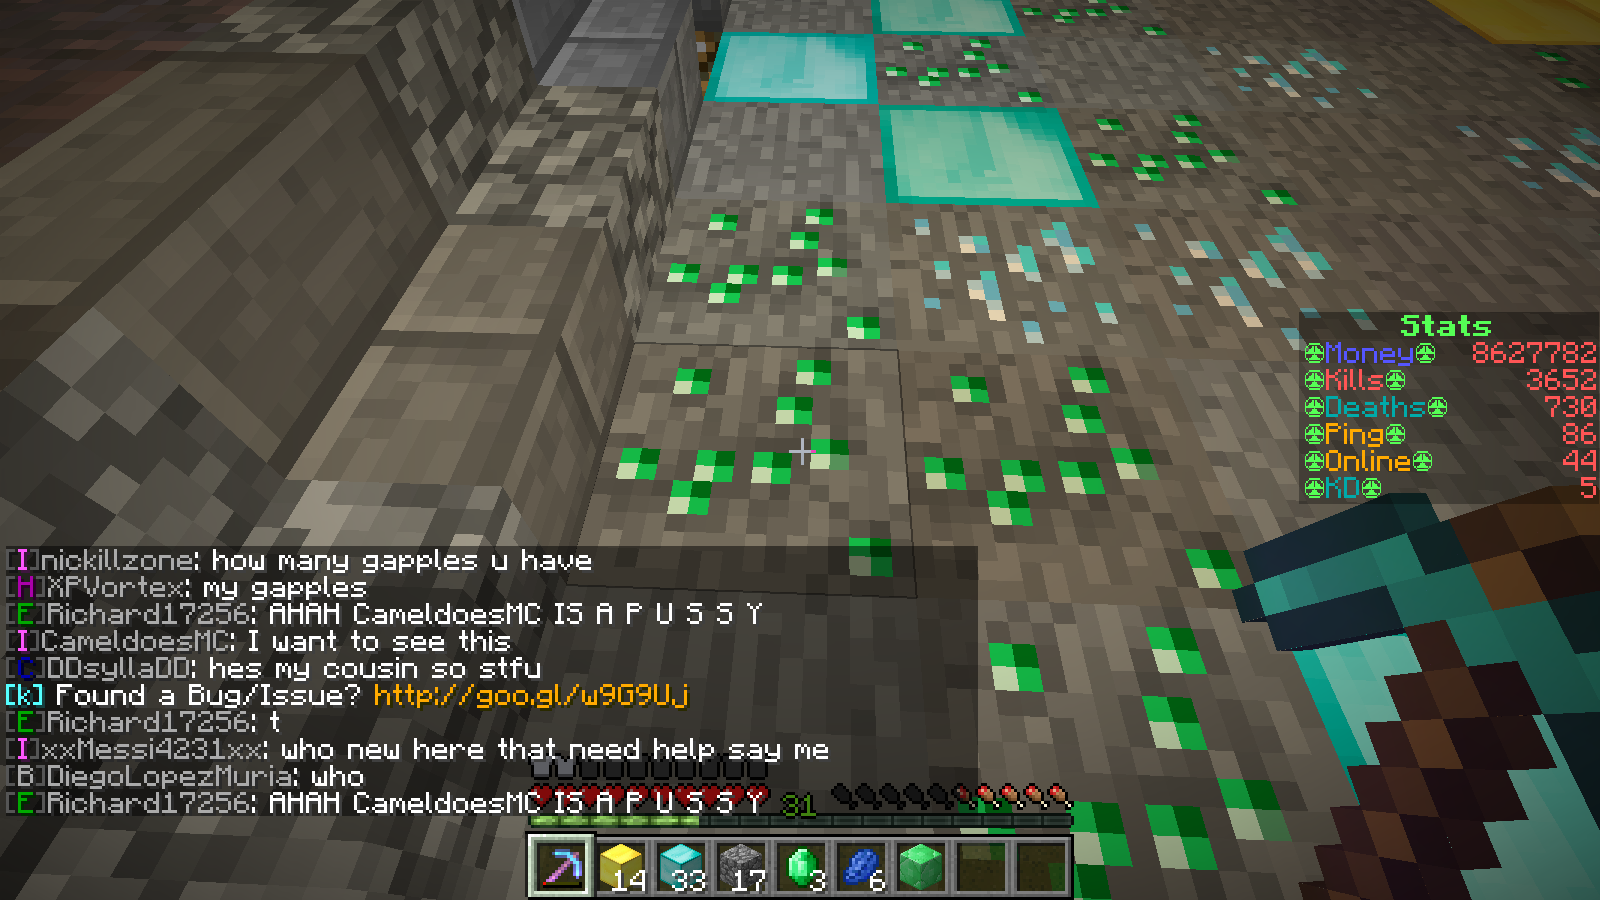 Stats
Money 8627782
Kills 3652
Deaths 730
Ping 86
Online 44
KD 5
[I]nickillzone: how many gapples u have
[H]XPVortex: my gapples
[E]Richard17256: AHAH CameldoesMC IS A P U S S Y
[I]CameldoesMC: I want to see this
[C]DDsyllaDD: hes my cousin so stfu
[k] Found a Bug/Issue? http://goo.gl/w9G9Uj
[E]Richard17256: t
[I]xxMessi4231xx: who new here that need help say me
[B]DiegoLopezMuria: who
[E]Richard17256: AHAH CameldoesMC IS A P U S S Y
31
14 33 17 3 6